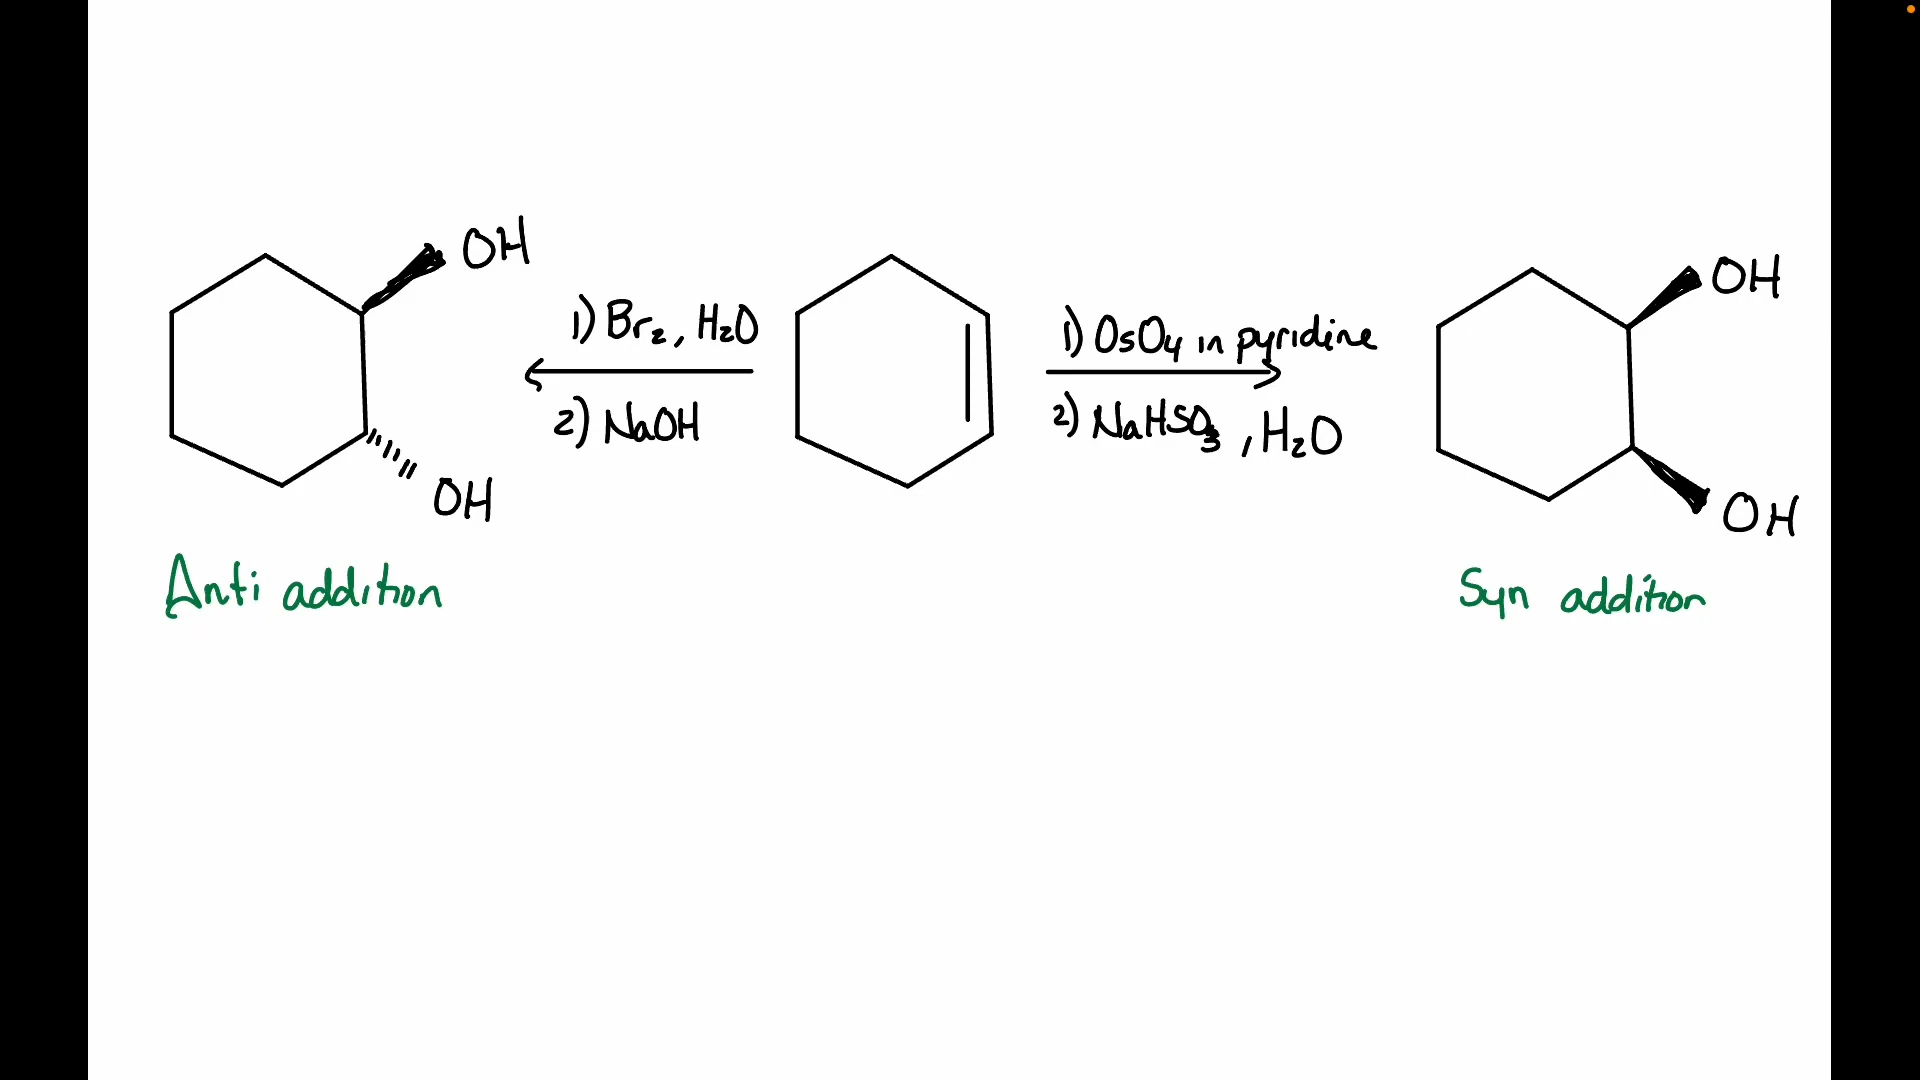 OH
OH
Anti addition
1) Br₂, H₂O
2) NaOH
1) OsO₄ in pyridine
2) NaHSO₃, H₂O
OH
OH
Syn addition